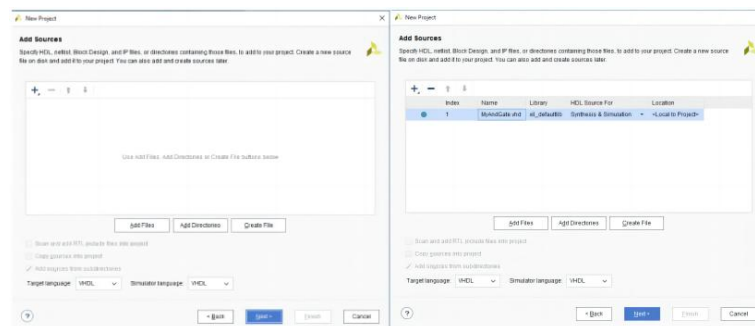 New Project
Add Sources
Specify HDL, netlist, Block Design, and IP files, or directories containing those files, to add to your project. Create a new source
file on disk and add it to your project. You can also add and create sources later.
Use Add Files, Add Directories or Create File buttons below
Add Files
Add Directories
Create File
Scan and add RTL include files into project
Copy sources into project
Add sources from subdirectories
Target language: VHDL
Simulator language: VHDL
?
< Back
Next >
Finish
Cancel
New Project
Add Sources
Specify HDL, netlist, Block Design, and IP files, or directories containing those files, to add to your project. Create a new source
file on disk and add it to your project. You can also add and create sources later.
Index Name Library HDL Source For Location
1 MyAndGate.vhd xil_defaultlib Synthesis & Simulation <Local to Project>
Add Files
Add Directories
Create File
Scan and add RTL include files into project
Copy sources into project
Add sources from subdirectories
Target language: VHDL
Simulator language: VHDL
?
< Back
Next >
Finish
Cancel